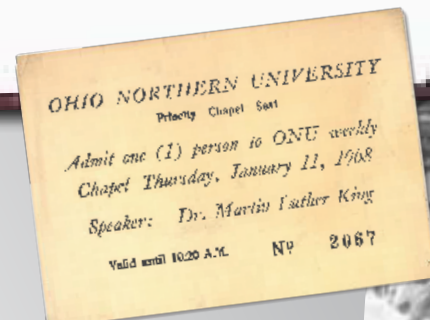 OHIO NORTHERN UNIVERSITY
Priority Chapel Seat
Admit one (1) person to ONU weekly
Chapel Thursday, January 11, 1968
Speaker: Dr. Martin Luther King
Valid until 10:20 A.M. Nº 2067